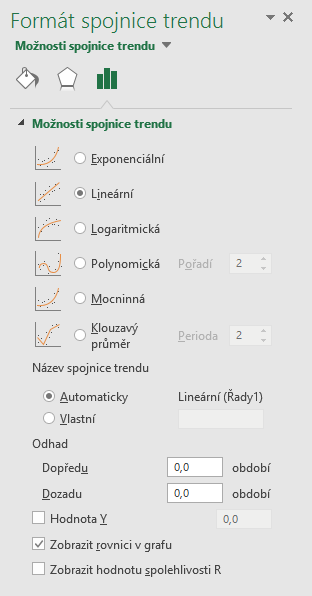 Formát spojnice trendu
Možnosti spojnice trendu
Možnosti spojnice trendu
Exponenciální
Lineární
Logaritmická
Polynomická Pořadí 2
Mocninná
Klouzavý
průměr Perioda 2
Název spojnice trendu
Automaticky Lineární (Řady1)
Vlastní
Odhad
Dopředu 0,0 období
Dozadu 0,0 období
Hodnota Y 0,0
Zobrazit rovnici v grafu
Zobrazit hodnotu spolehlivosti R